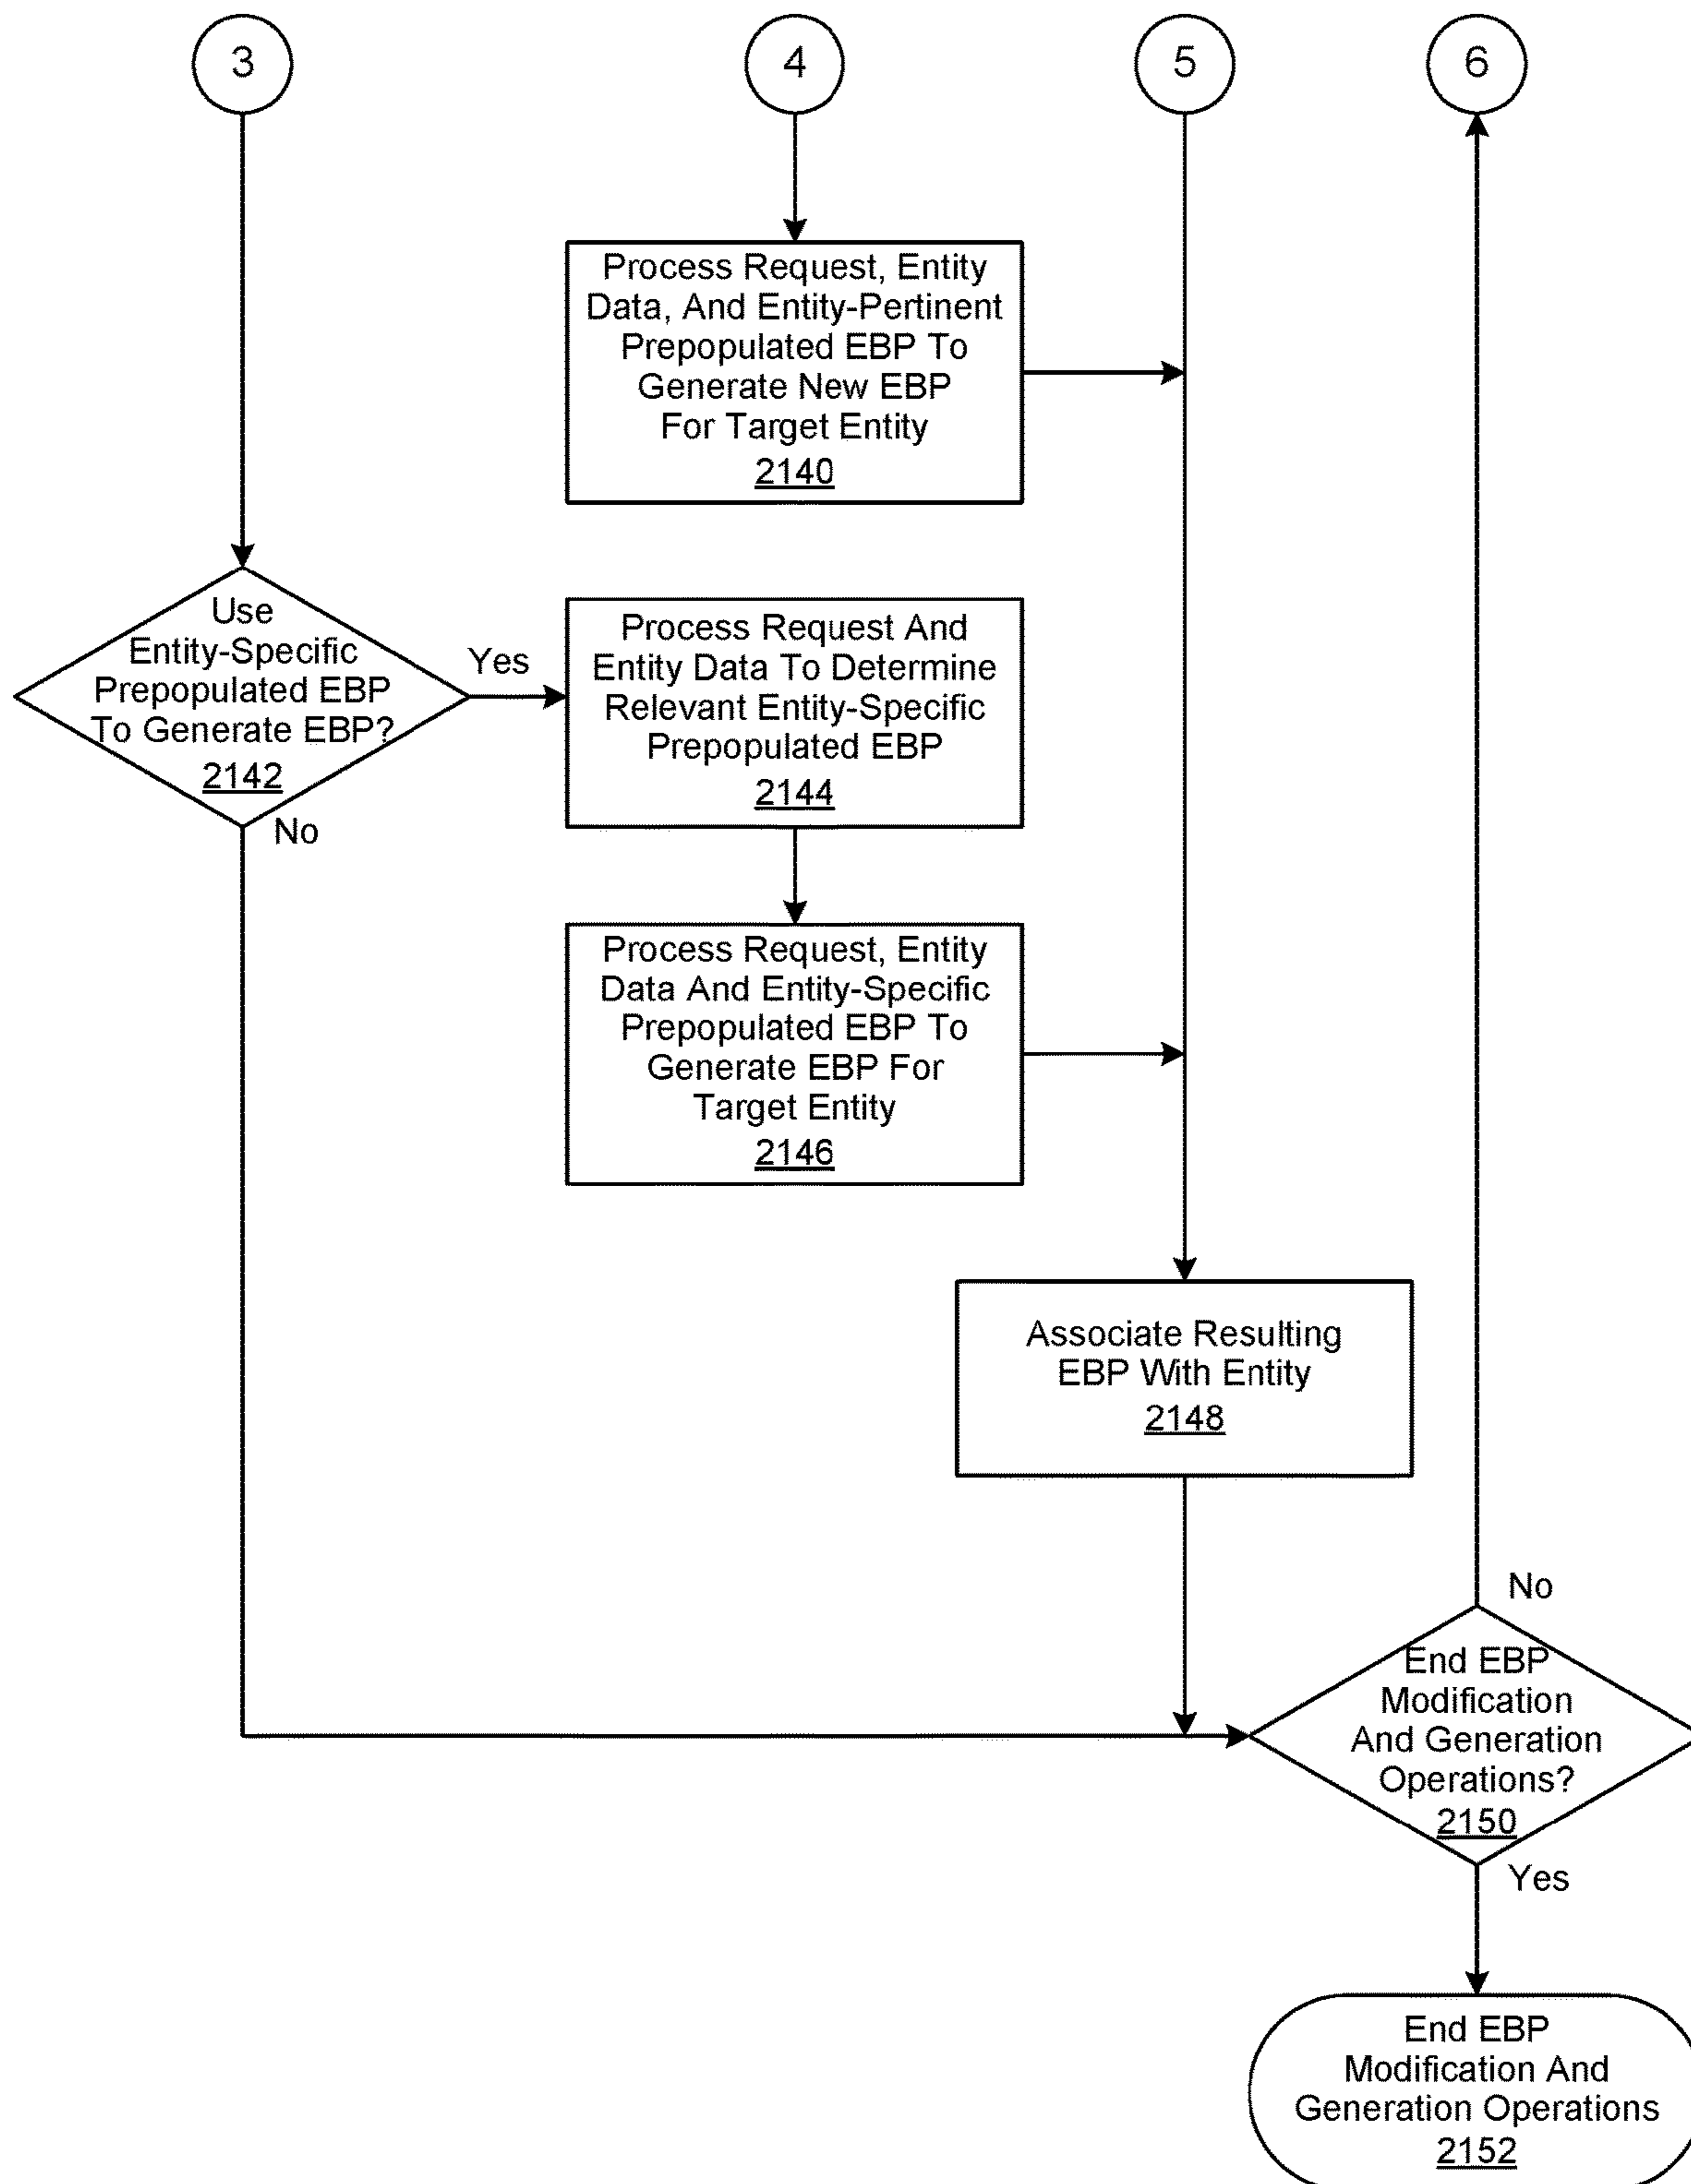 3
4
5
6
Process Request, Entity
Data, And Entity-Pertinent
Prepopulated EBP To
Generate New EBP
For Target Entity
2140
Use
Entity-Specific
Prepopulated EBP
To Generate EBP?
2142
Yes
No
Process Request And
Entity Data To Determine
Relevant Entity-Specific
Prepopulated EBP
2144
Process Request, Entity
Data And Entity-Specific
Prepopulated EBP To
Generate EBP For
Target Entity
2146
Associate Resulting
EBP With Entity
2148
No
End EBP
Modification
And Generation
Operations?
2150
Yes
End EBP
Modification And
Generation Operations
2152